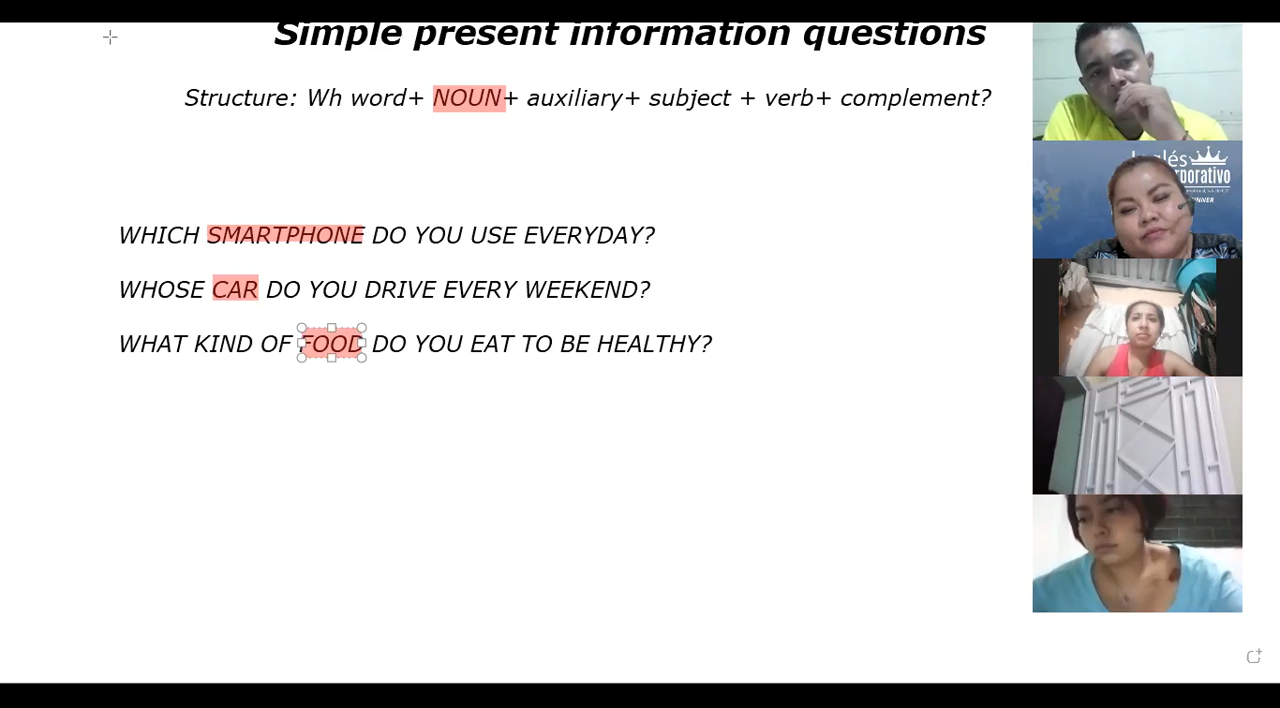 Simple present information questions
Structure: Wh word+ NOUN+ auxiliary+ subject + verb+ complement?
WHICH SMARTPHONE DO YOU USE EVERYDAY?
WHOSE CAR DO YOU DRIVE EVERY WEEKEND?
WHAT KIND OF FOOD DO YOU EAT TO BE HEALTHY?